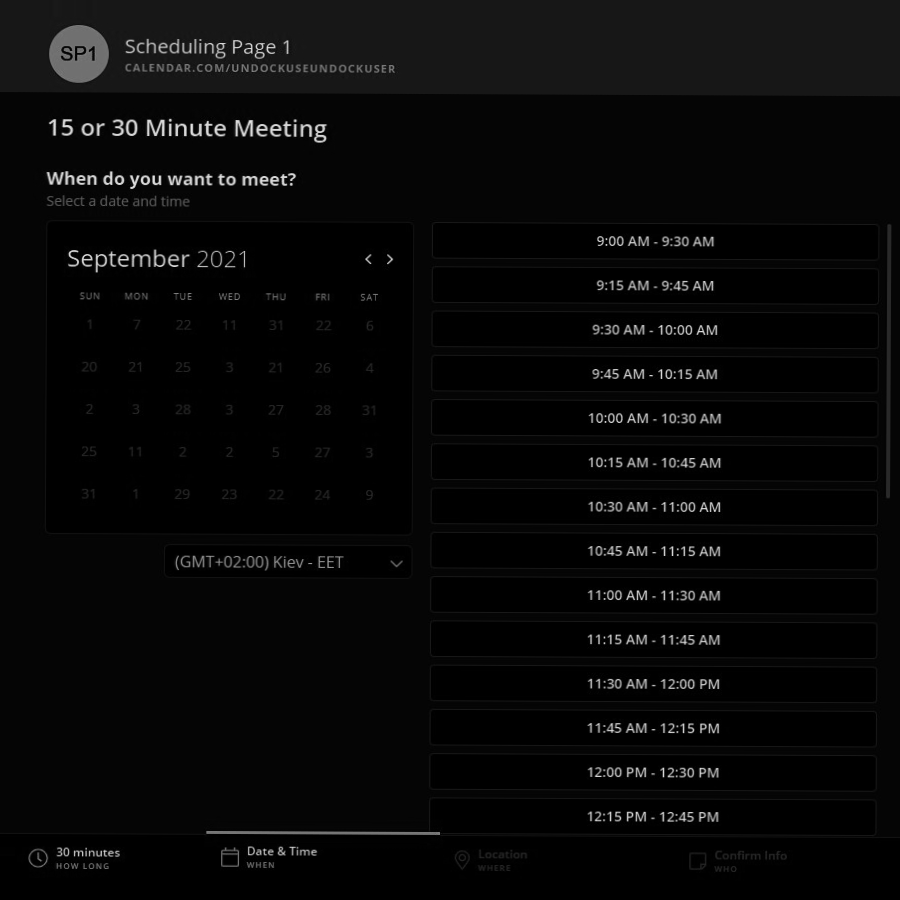 SP1
Scheduling Page 1
CALENDAR.COM/UNDOCKUSEUNDOCKUSER
15 or 30 Minute Meeting
When do you want to meet?
Select a date and time
September 2021
SUN MON TUE WED THU FRI SAT
1 7 22 11 31 22 6
20 21 25 3 21 26 4
2 3 28 3 27 28 31
25 11 2 2 5 27 3
31 1 29 23 22 24 9
(GMT+02:00) Kiev - EET
9:00 AM - 9:30 AM
9:15 AM - 9:45 AM
9:30 AM - 10:00 AM
9:45 AM - 10:15 AM
10:00 AM - 10:30 AM
10:15 AM - 10:45 AM
10:30 AM - 11:00 AM
10:45 AM - 11:15 AM
11:00 AM - 11:30 AM
11:15 AM - 11:45 AM
11:30 AM - 12:00 PM
11:45 AM - 12:15 PM
12:00 PM - 12:30 PM
12:15 PM - 12:45 PM
30 minutes
HOW LONG
Date & Time
WHEN
Location
WHERE
Confirm Info
WHO